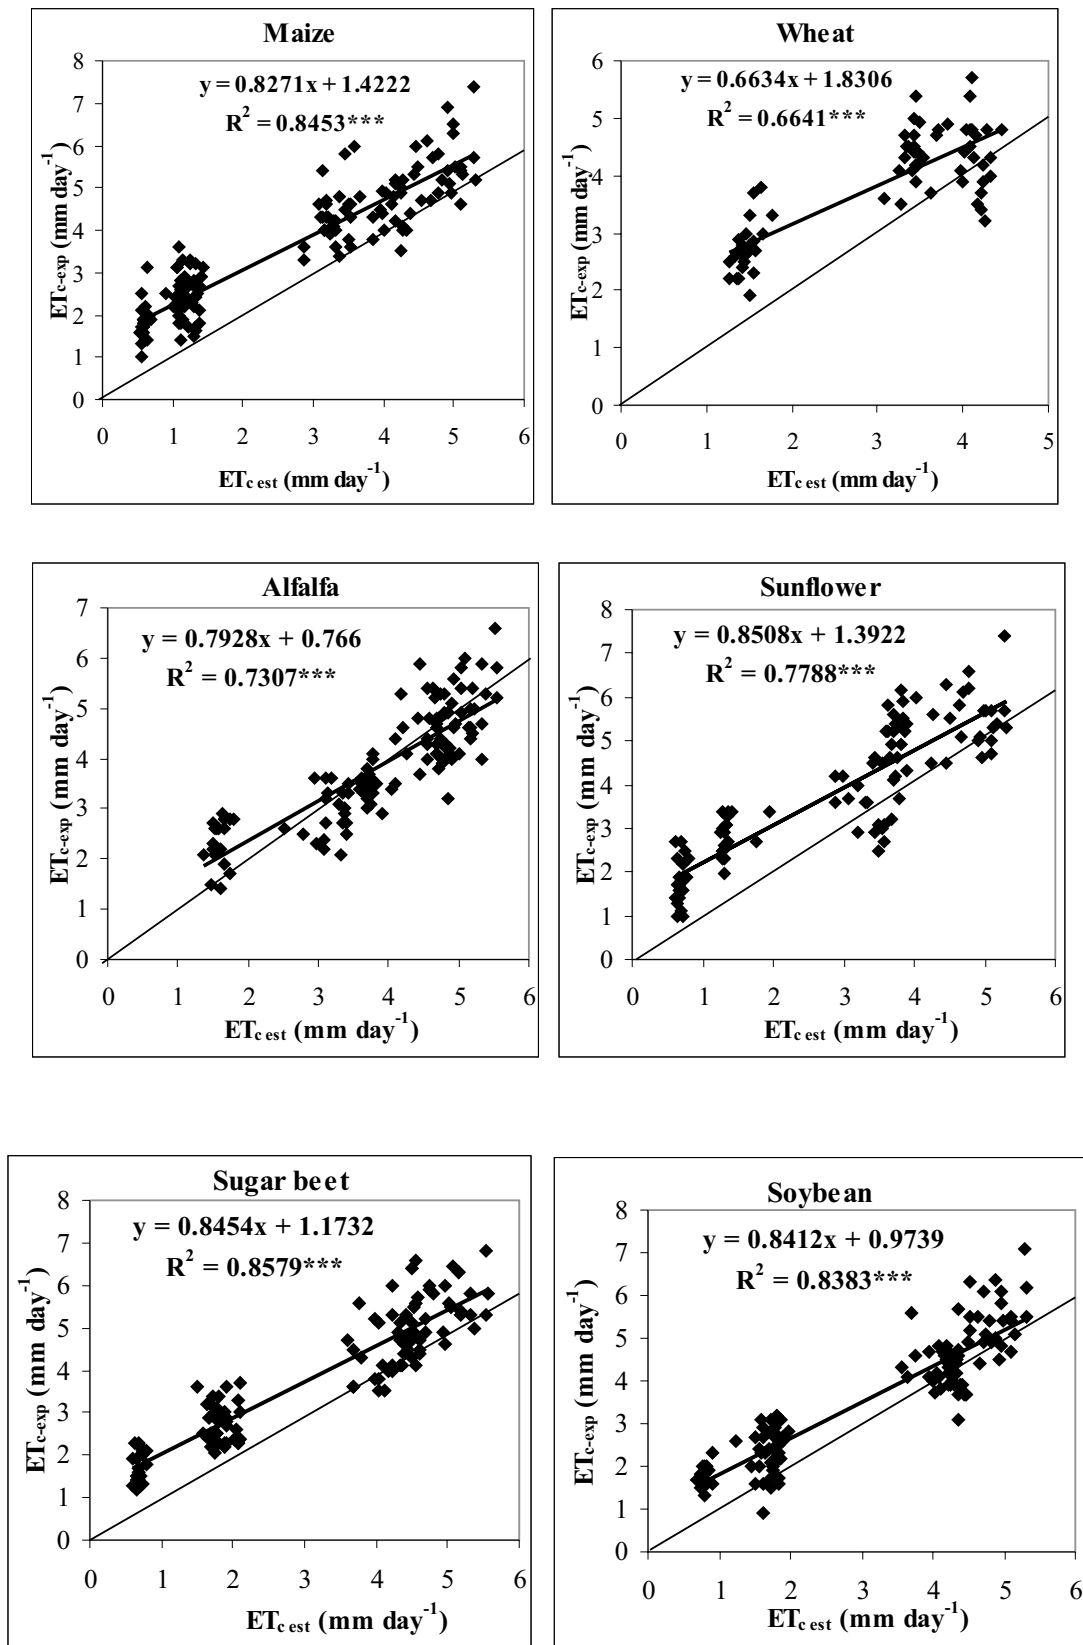 Maize
y = 0.8271x + 1.4222
R² = 0.8453***
ETc-exp (mm day⁻¹)
8
7
6
5
4
3
2
1
0
0 1 2 3 4 5 6
ETc est (mm day⁻¹)
Wheat
y = 0.6634x + 1.8306
R² = 0.6641***
ETc-exp (mm day⁻¹)
6
5
4
3
2
1
0
0 1 2 3 4 5
ETc est (mm day⁻¹)
Alfalfa
y = 0.7928x + 0.766
R² = 0.7307***
ETc-exp (mm day⁻¹)
7
6
5
4
3
2
1
0
0 1 2 3 4 5 6
ETc est (mm day⁻¹)
Sunflower
y = 0.8508x + 1.3922
R² = 0.7788***
ETc-exp (mm day⁻¹)
8
7
6
5
4
3
2
1
0
0 1 2 3 4 5 6
ETc est (mm day⁻¹)
Sugar beet
y = 0.8454x + 1.1732
R² = 0.8579***
ETc-exp (mm day⁻¹)
8
7
6
5
4
3
2
1
0
0 1 2 3 4 5 6
ETc est (mm day⁻¹)
Soybean
y = 0.8412x + 0.9739
R² = 0.8383***
ETc-exp (mm day⁻¹)
8
7
6
5
4
3
2
1
0
0 1 2 3 4 5 6
ETc est (mm day⁻¹)